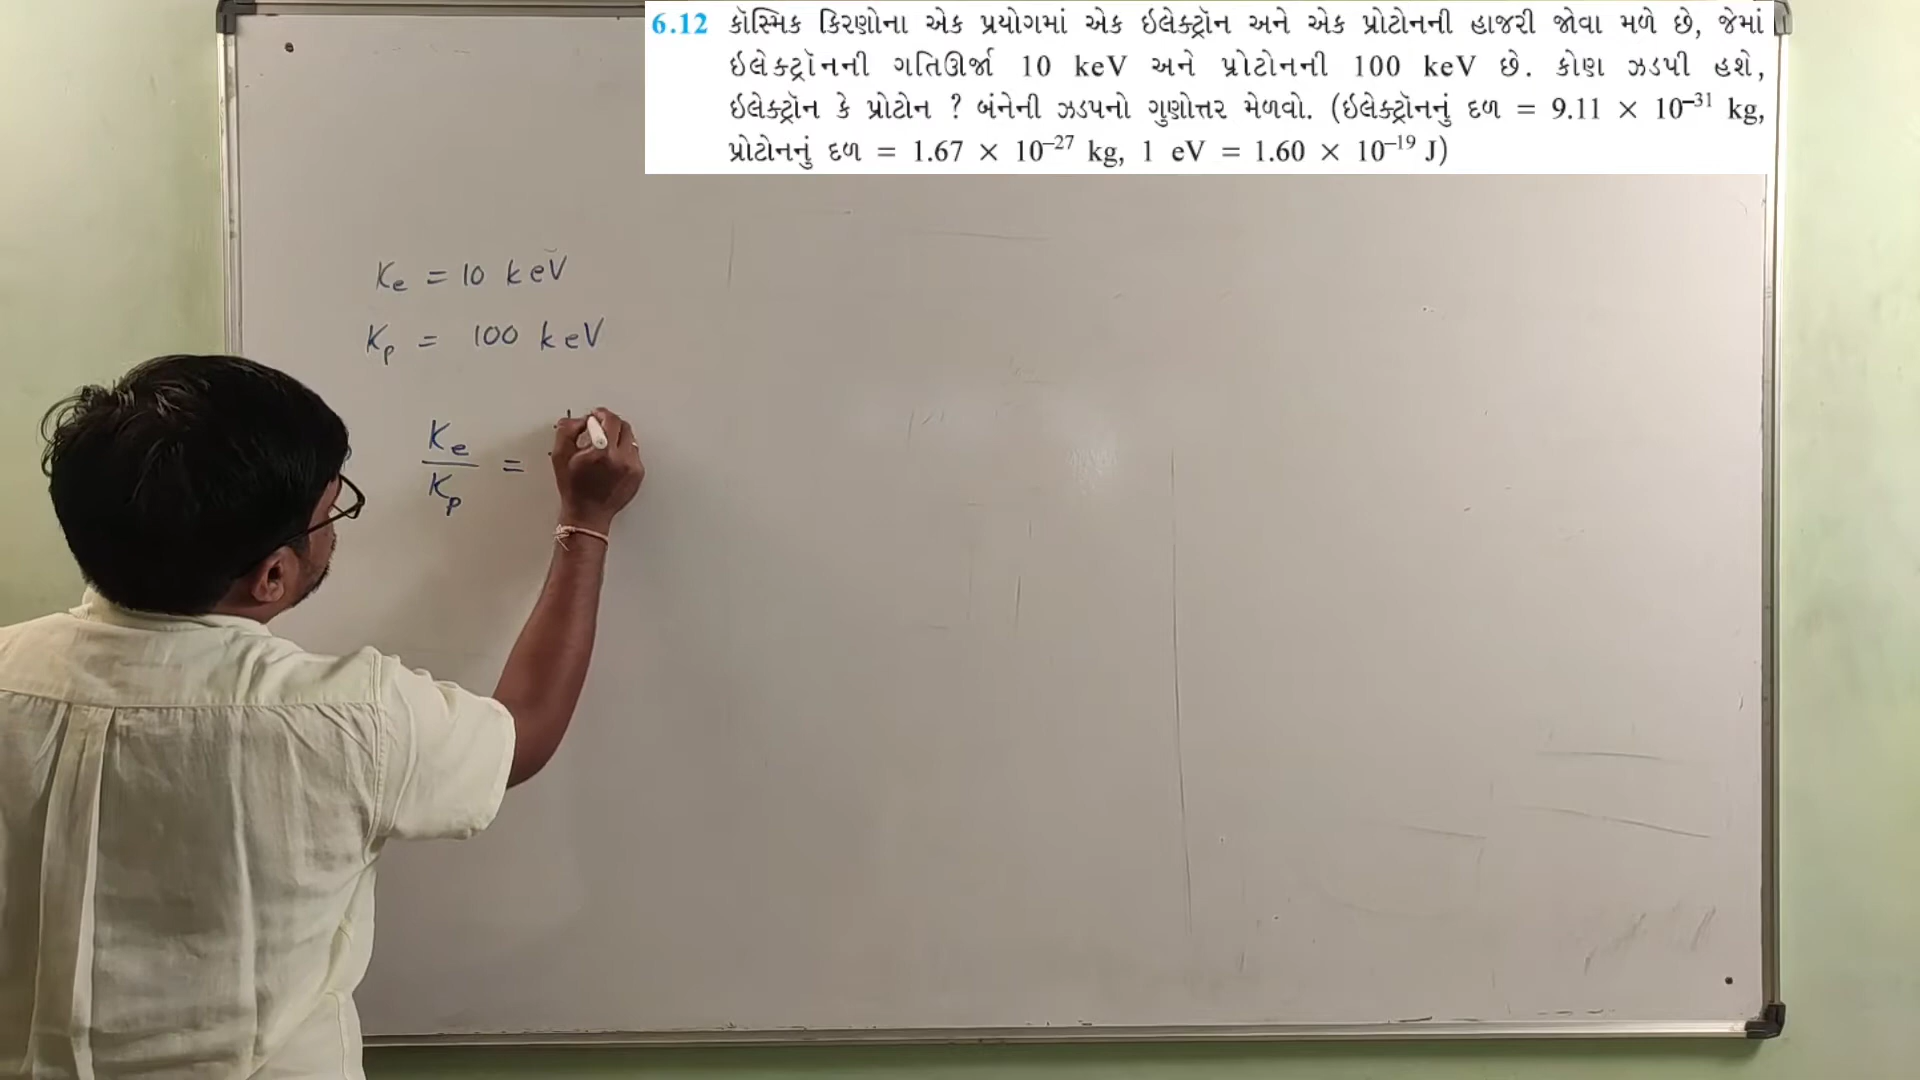 6.12 કૉસ્મિક કિરણોના એક પ્રયોગમાં એક ઇલેક્ટ્રૉન અને એક પ્રોટોનની હાજરી જોવા મળે છે, જેમાં
ઇલેક્ટ્રૉનની ગતિઊર્જા 10 keV અને પ્રોટોનની 100 keV છે. કોણ ઝડપી હશે,
ઇલેક્ટ્રૉન કે પ્રોટોન ? બંનેની ઝડપનો ગુણોત્તર મેળવો. (ઇલેક્ટ્રૉનનું દળ = 9.11 × 10⁻³¹ kg,
પ્રોટોનનું દળ = 1.67 × 10⁻²⁷ kg, 1 eV = 1.60 × 10⁻¹⁹ J)
Kₑ = 10 keV
Kₚ = 100 keV
Kₑ/Kₚ =